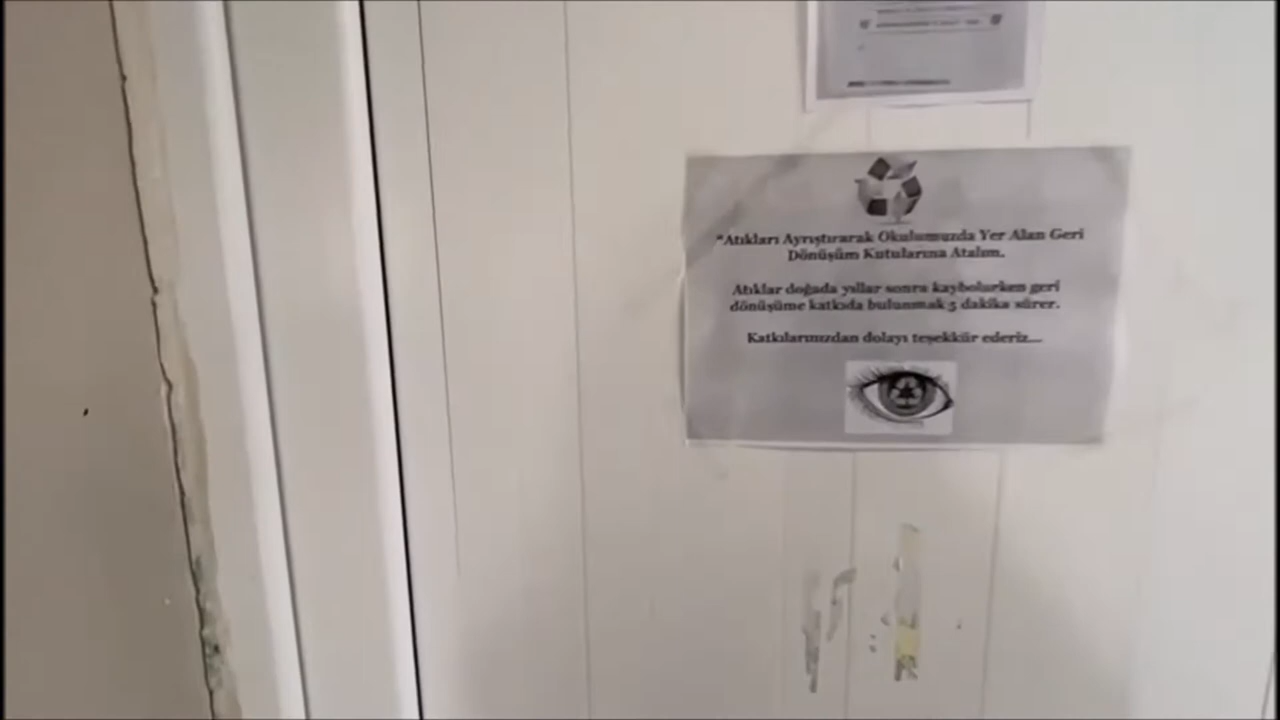 "Atıkları Ayrıştırarak Okulumuzda Yer Alan Geri
Dönüşüm Kutularına Atalım.
Atıklar doğada yıllar sonra kaybolurken geri
dönüşüme katkıda bulunmak 5 dakika sürer.
Katkılarınızdan dolayı teşekkür ederiz...